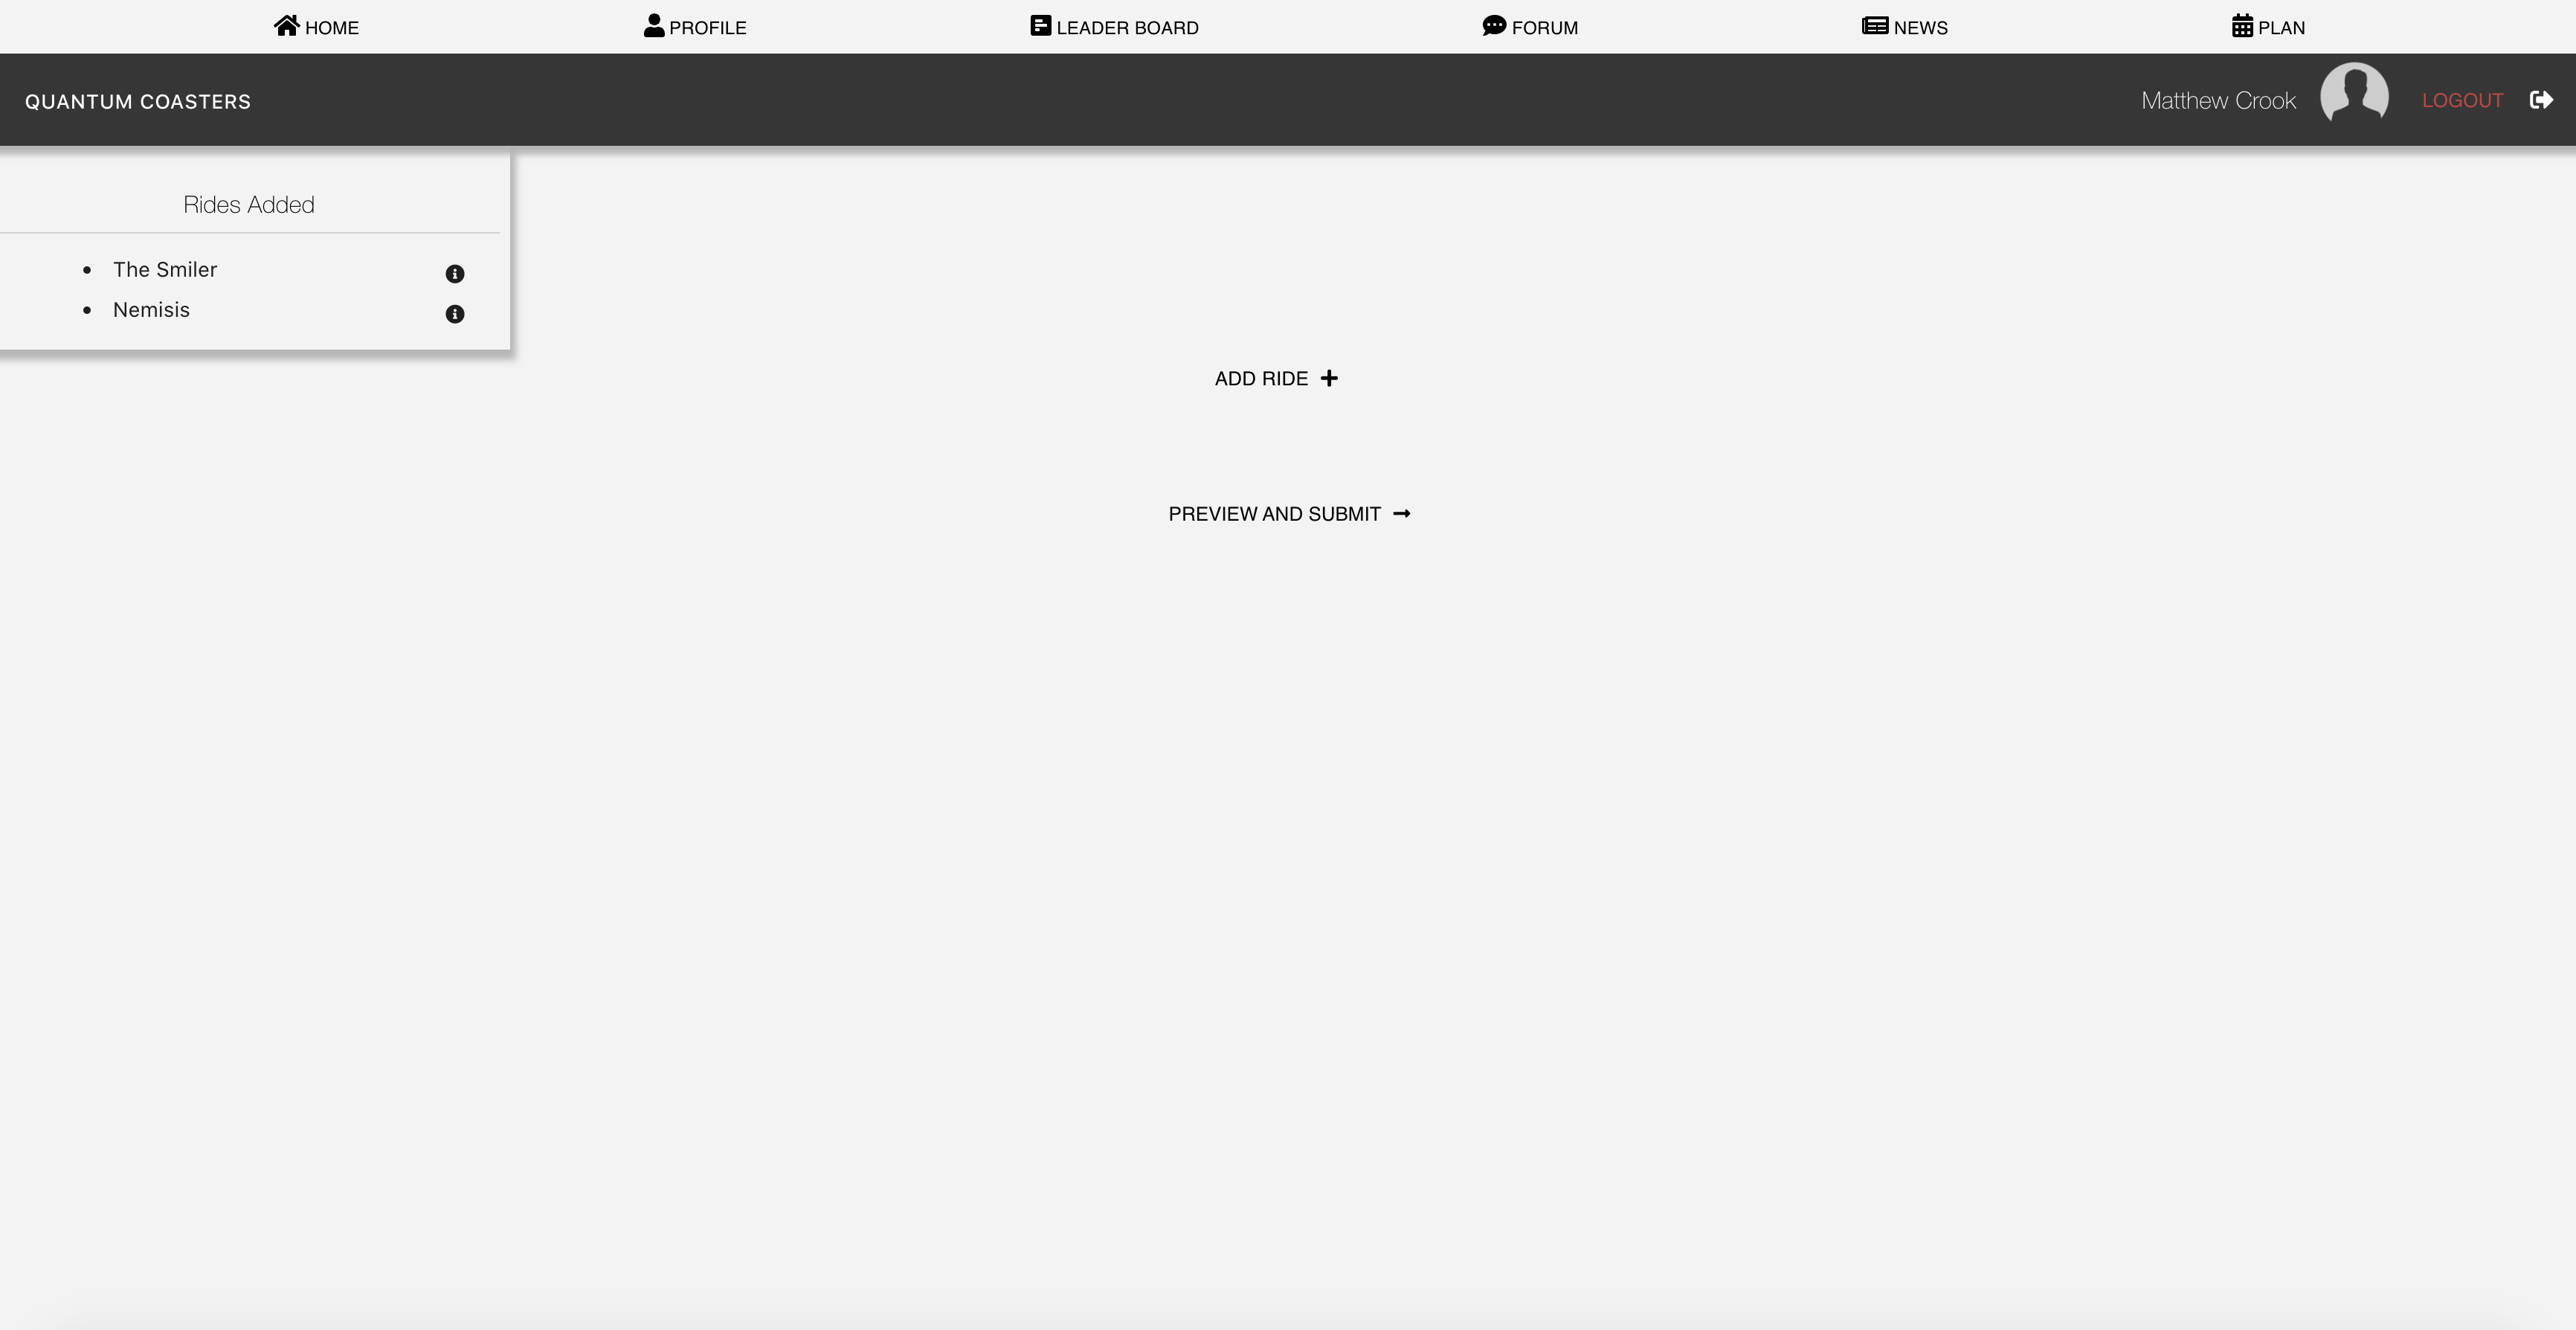 HOME PROFILE LEADER BOARD FORUM NEWS PLAN
QUANTUM COASTERS Matthew Crook LOGOUT
Rides Added
The Smiler
Nemisis
ADD RIDE
PREVIEW AND SUBMIT